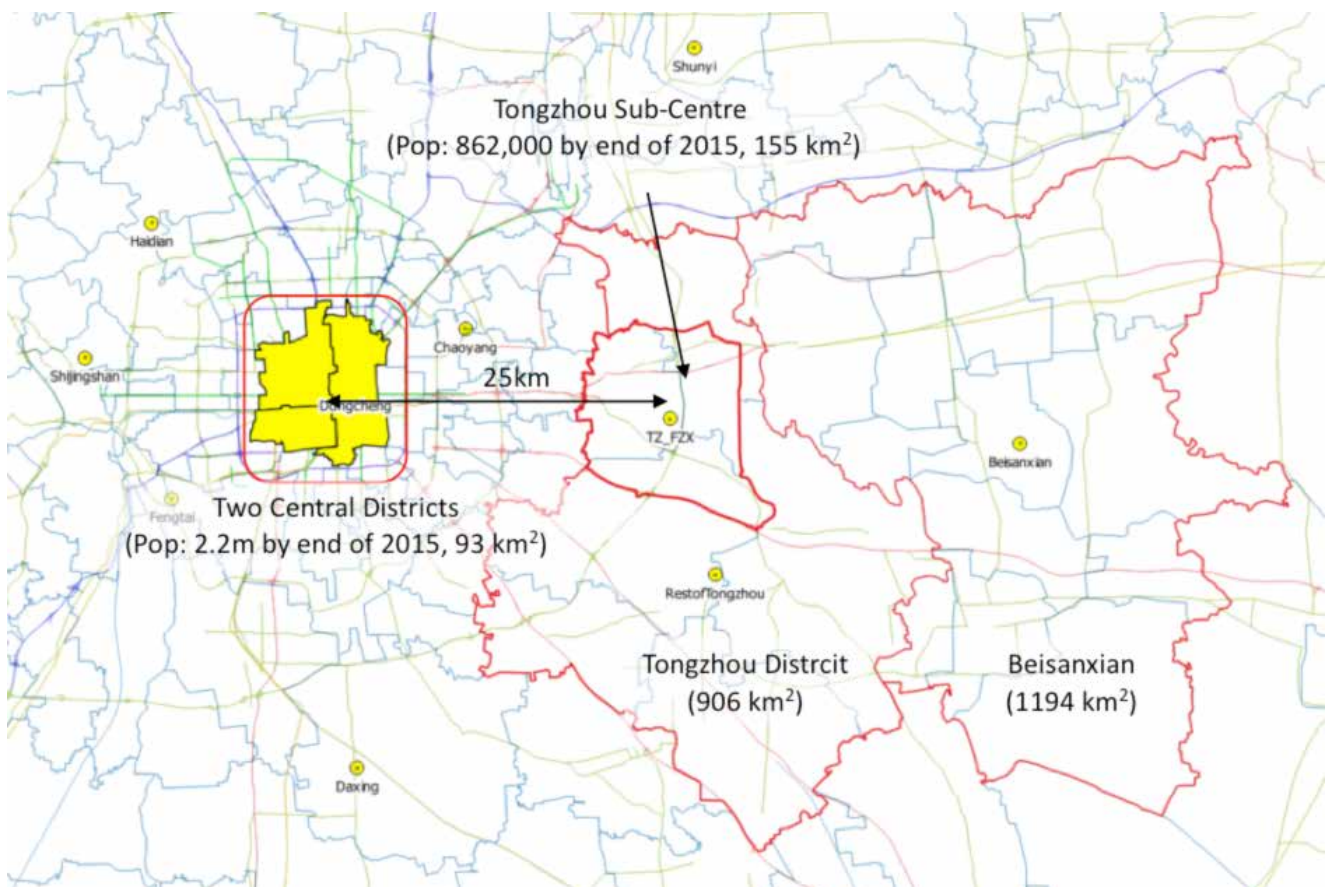 Shunyi
Tongzhou Sub-Centre
(Pop: 862,000 by end of 2015, 155 km²)
Haidian
Chaoyang
Shijingshan
25km
Dongcheng
TZ_FZX
Beisanxian
Fengtai
Two Central Districts
(Pop: 2.2m by end of 2015, 93 km²)
RestofTongzhou
Tongzhou Distrcit
(906 km²)
Beisanxian
(1194 km²)
Daxing